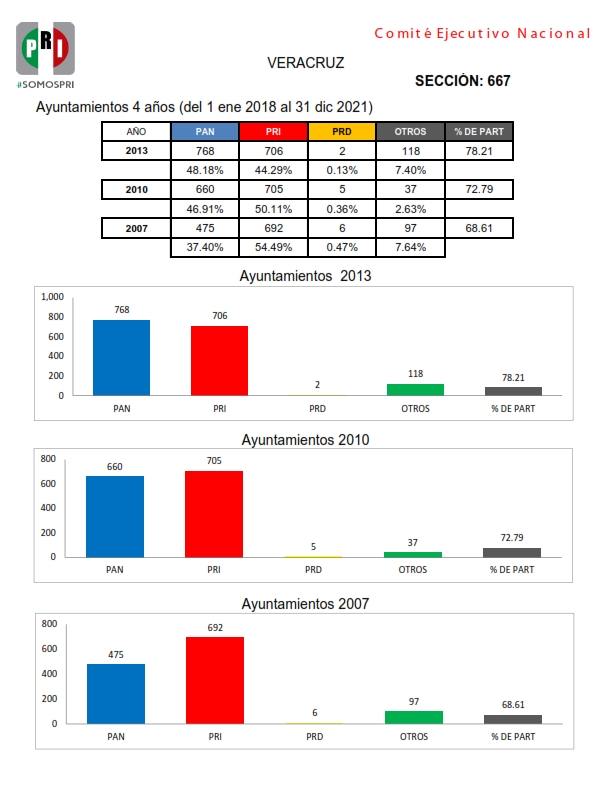 PRI
#SOMOSPRI
Comité Ejecutivo Nacional
VERACRUZ
SECCIÓN: 667
Ayuntamientos 4 años (del 1 ene 2018 al 31 dic 2021)
AÑO PAN PRI PRD OTROS % DE PART
2013 768 706 2 118 78.21
48.18% 44.29% 0.13% 7.40%
2010 660 705 5 37 72.79
46.91% 50.11% 0.36% 2.63%
2007 475 692 6 97 68.61
37.40% 54.49% 0.47% 7.64%
Ayuntamientos 2013
1,000
800
600
400
200
0
768 706 2 118 78.21
PAN PRI PRD OTROS % DE PART
Ayuntamientos 2010
800
600
400
200
0
660 705 5 37 72.79
PAN PRI PRD OTROS % DE PART
Ayuntamientos 2007
800
600
400
200
0
475 692 6 97 68.61
PAN PRI PRD OTROS % DE PART